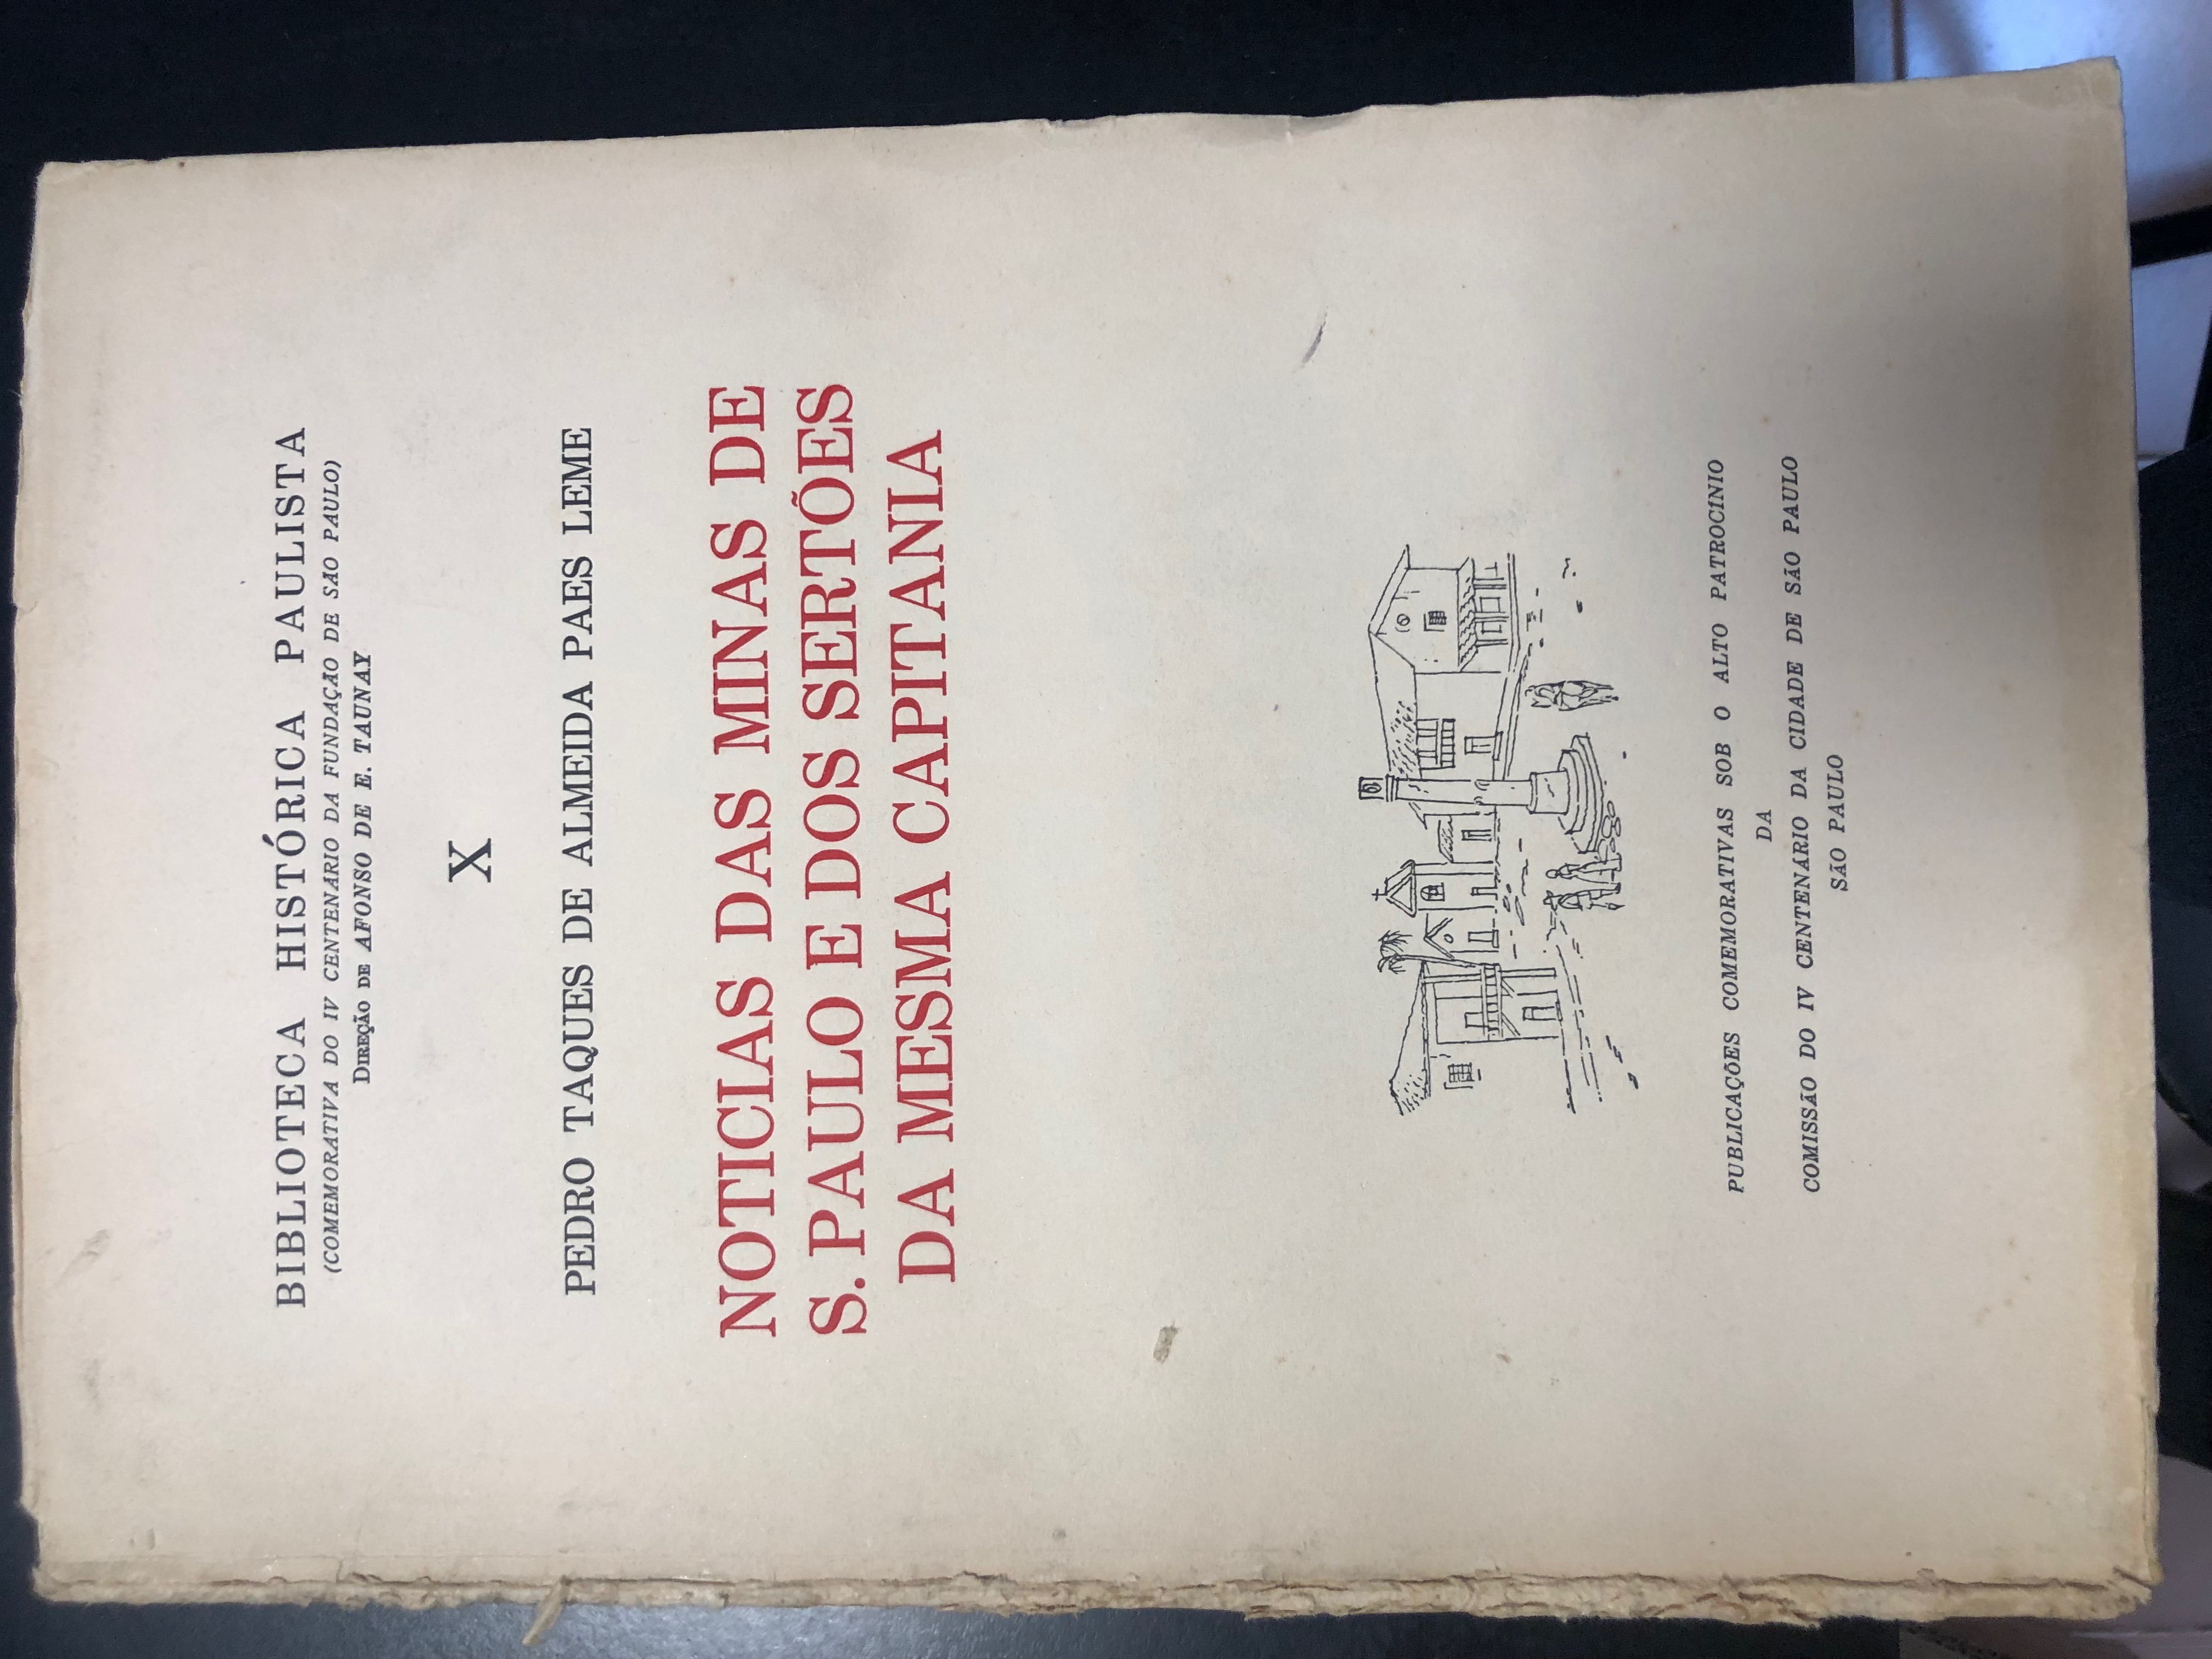 BIBLIOTECA HISTÓRICA PAULISTA
(COMEMORATIVA DO IV CENTENARIO DA FUNDAÇAO DE SÃO PAULO)
DIREÇÃO DE AFONSO DE E. TAUNAY
X
PEDRO TAQUES DE ALMEIDA PAES LEME
NOTICIAS DAS MINAS DE
S. PAULO E DOS SERTÕES
DA MESMA CAPITANIA
PUBLICAÇÕES COMEMORATIVAS SOB O ALTO PATROCINIO
DA
COMISSÃO DO IV CENTENARIO DA CIDADE DE SÃO PAULO
SÃO PAULO